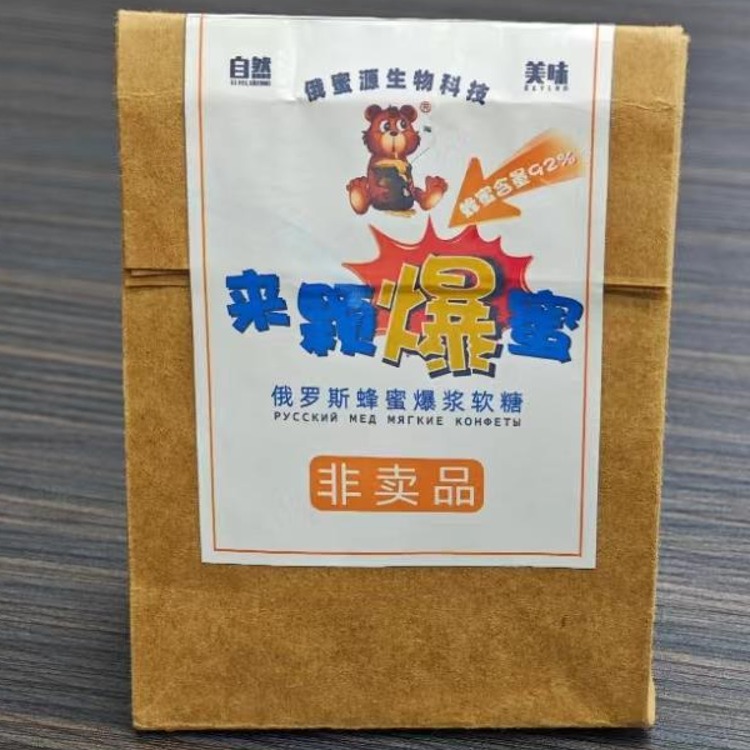 自然
美味
俄蜜源生物科技
®
蜂蜜含量92%
来颗爆蜜
俄罗斯蜂蜜爆浆软糖
РУССКИЙ МЕД МЯГКИЕ КОНФЕТЫ
非卖品